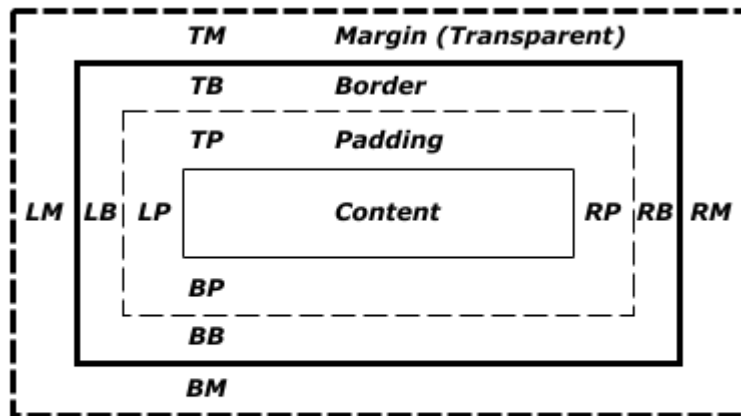 TM Margin (Transparent)
TB Border
TP Padding
LM LB LP Content RP RB RM
BP
BB
BM